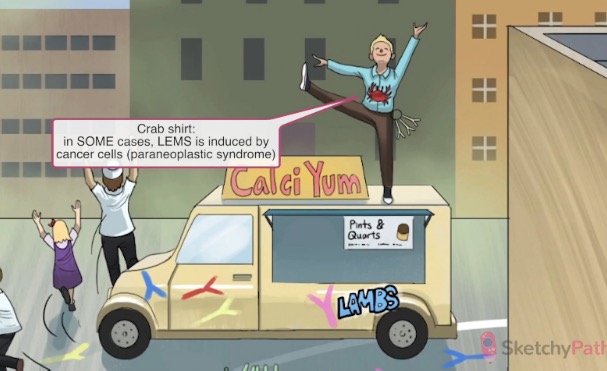 Crab shirt:
in SOME cases, LEMS is induced by
cancer cells (paraneoplastic syndrome)
Calci Yum
Pints &
Quarts
LAMBS
SketchyPath